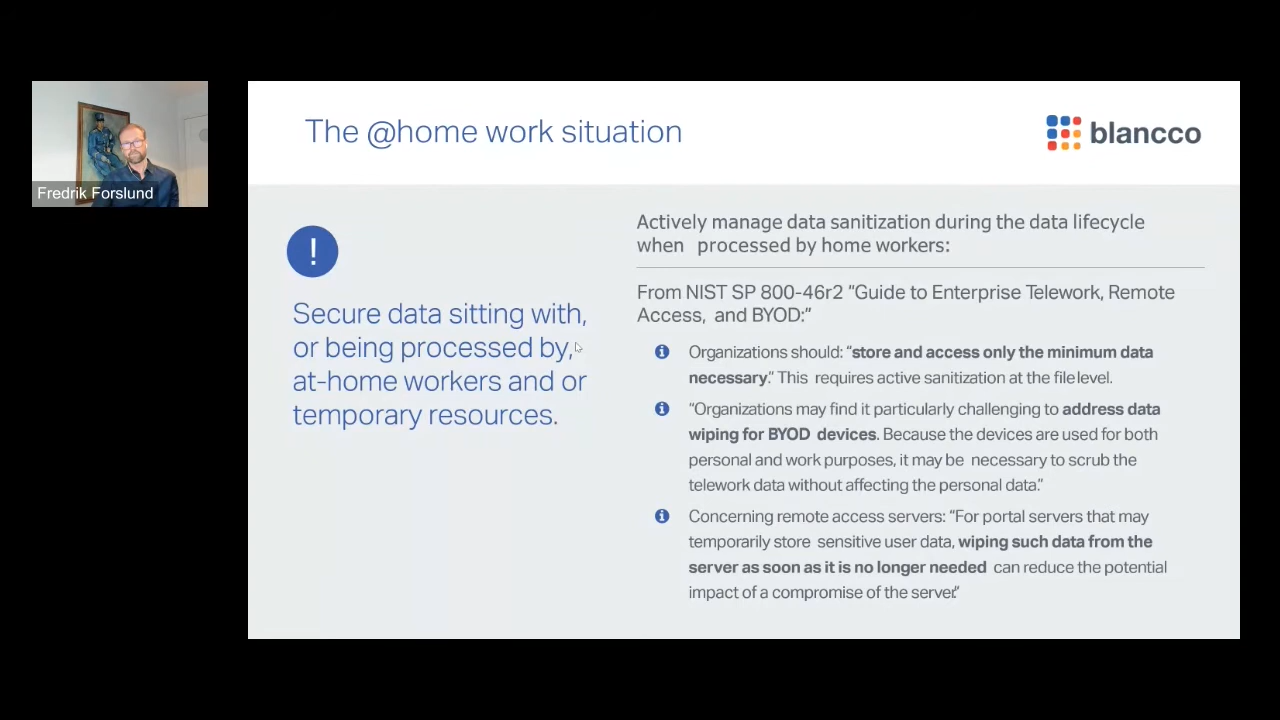 The @home work situation
blancco
Fredrik Forslund
!
Secure data sitting with,
or being processed by,
at-home workers and or
temporary resources.
Actively manage data sanitization during the data lifecycle
when processed by home workers:
From NIST SP 800-46r2 "Guide to Enterprise Telework, Remote
Access, and BYOD:"
Organizations should: "store and access only the minimum data
necessary." This requires active sanitization at the file level.
"Organizations may find it particularly challenging to address data
wiping for BYOD devices. Because the devices are used for both
personal and work purposes, it may be necessary to scrub the
telework data without affecting the personal data."
Concerning remote access servers: "For portal servers that may
temporarily store sensitive user data, wiping such data from the
server as soon as it is no longer needed can reduce the potential
impact of a compromise of the server."